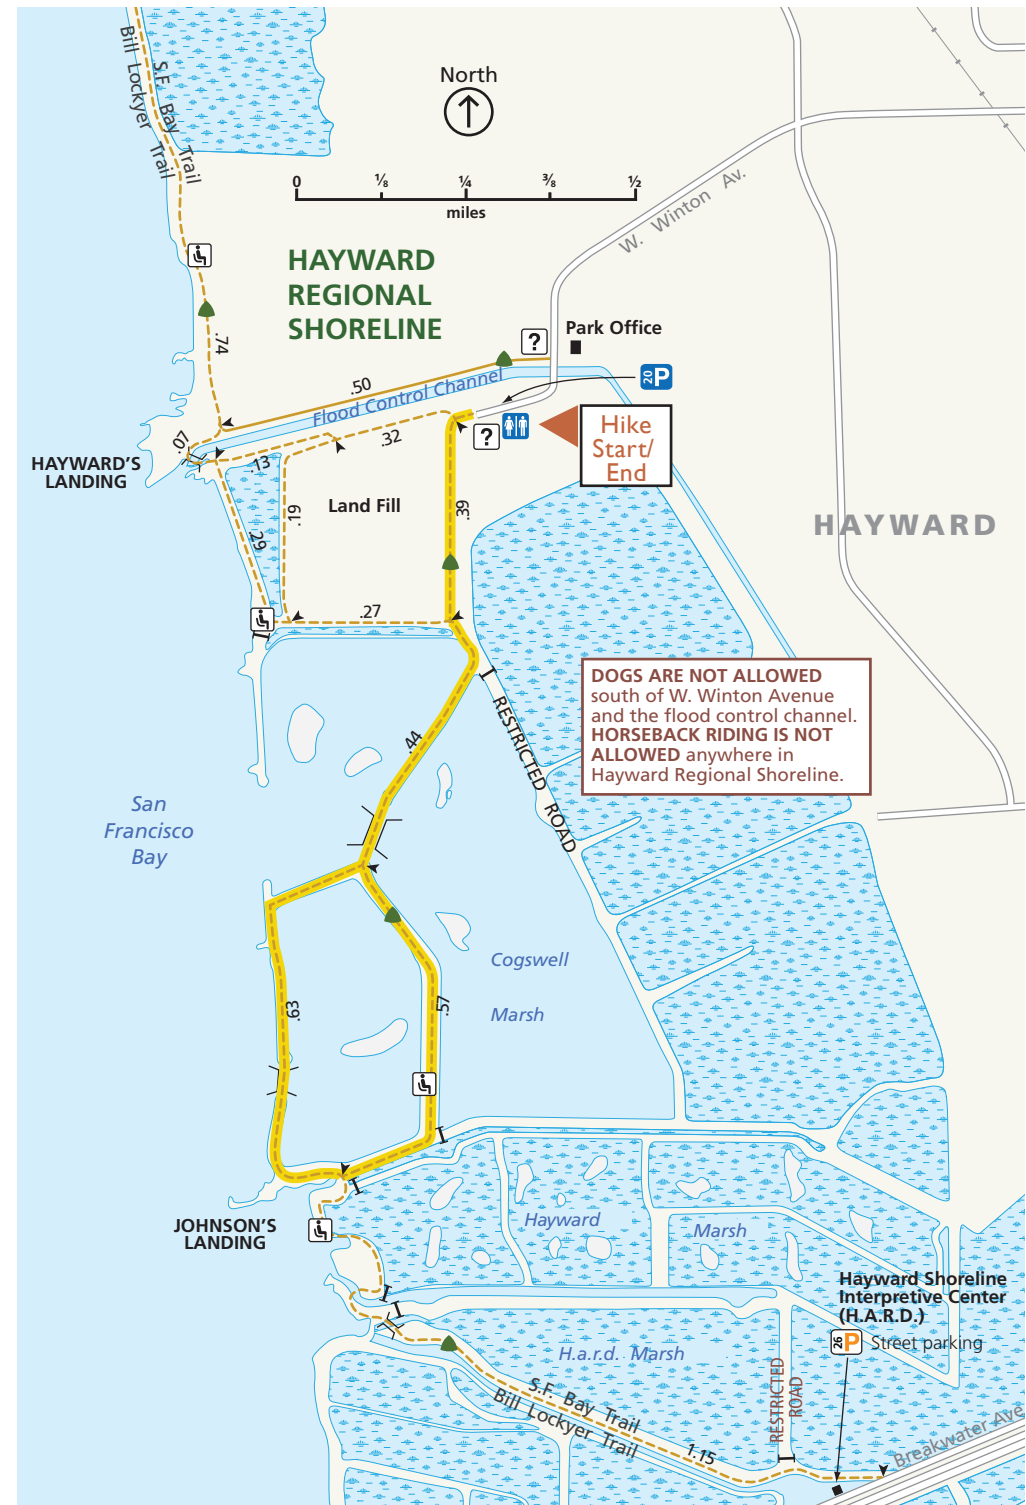 Bill Lockyer Trail
S.F. Bay Trail
North
0 ⅛ ¼ ⅜ ½
miles
W. Winton Av.
HAYWARD
REGIONAL
SHORELINE
.74
?
Park Office
.50
Flood Control Channel
20 P
.07
.32
?
Hike
Start/
End
HAYWARD'S
LANDING
.13
Land Fill
.19
.39
.29
HAYWARD
.27
DOGS ARE NOT ALLOWED
south of W. Winton Avenue
and the flood control channel.
HORSEBACK RIDING IS NOT
ALLOWED anywhere in
Hayward Regional Shoreline.
RESTRICTED ROAD
.44
San
Francisco
Bay
Cogswell
Marsh
.63
.57
JOHNSON'S
LANDING
Hayward
Marsh
Hayward Shoreline
Interpretive Center
(H.A.R.D.)
26 P Street parking
H.a.r.d. Marsh
S.F. Bay Trail
Bill Lockyer Trail
RESTRICTED
ROAD
1.15
Breakwater Ave